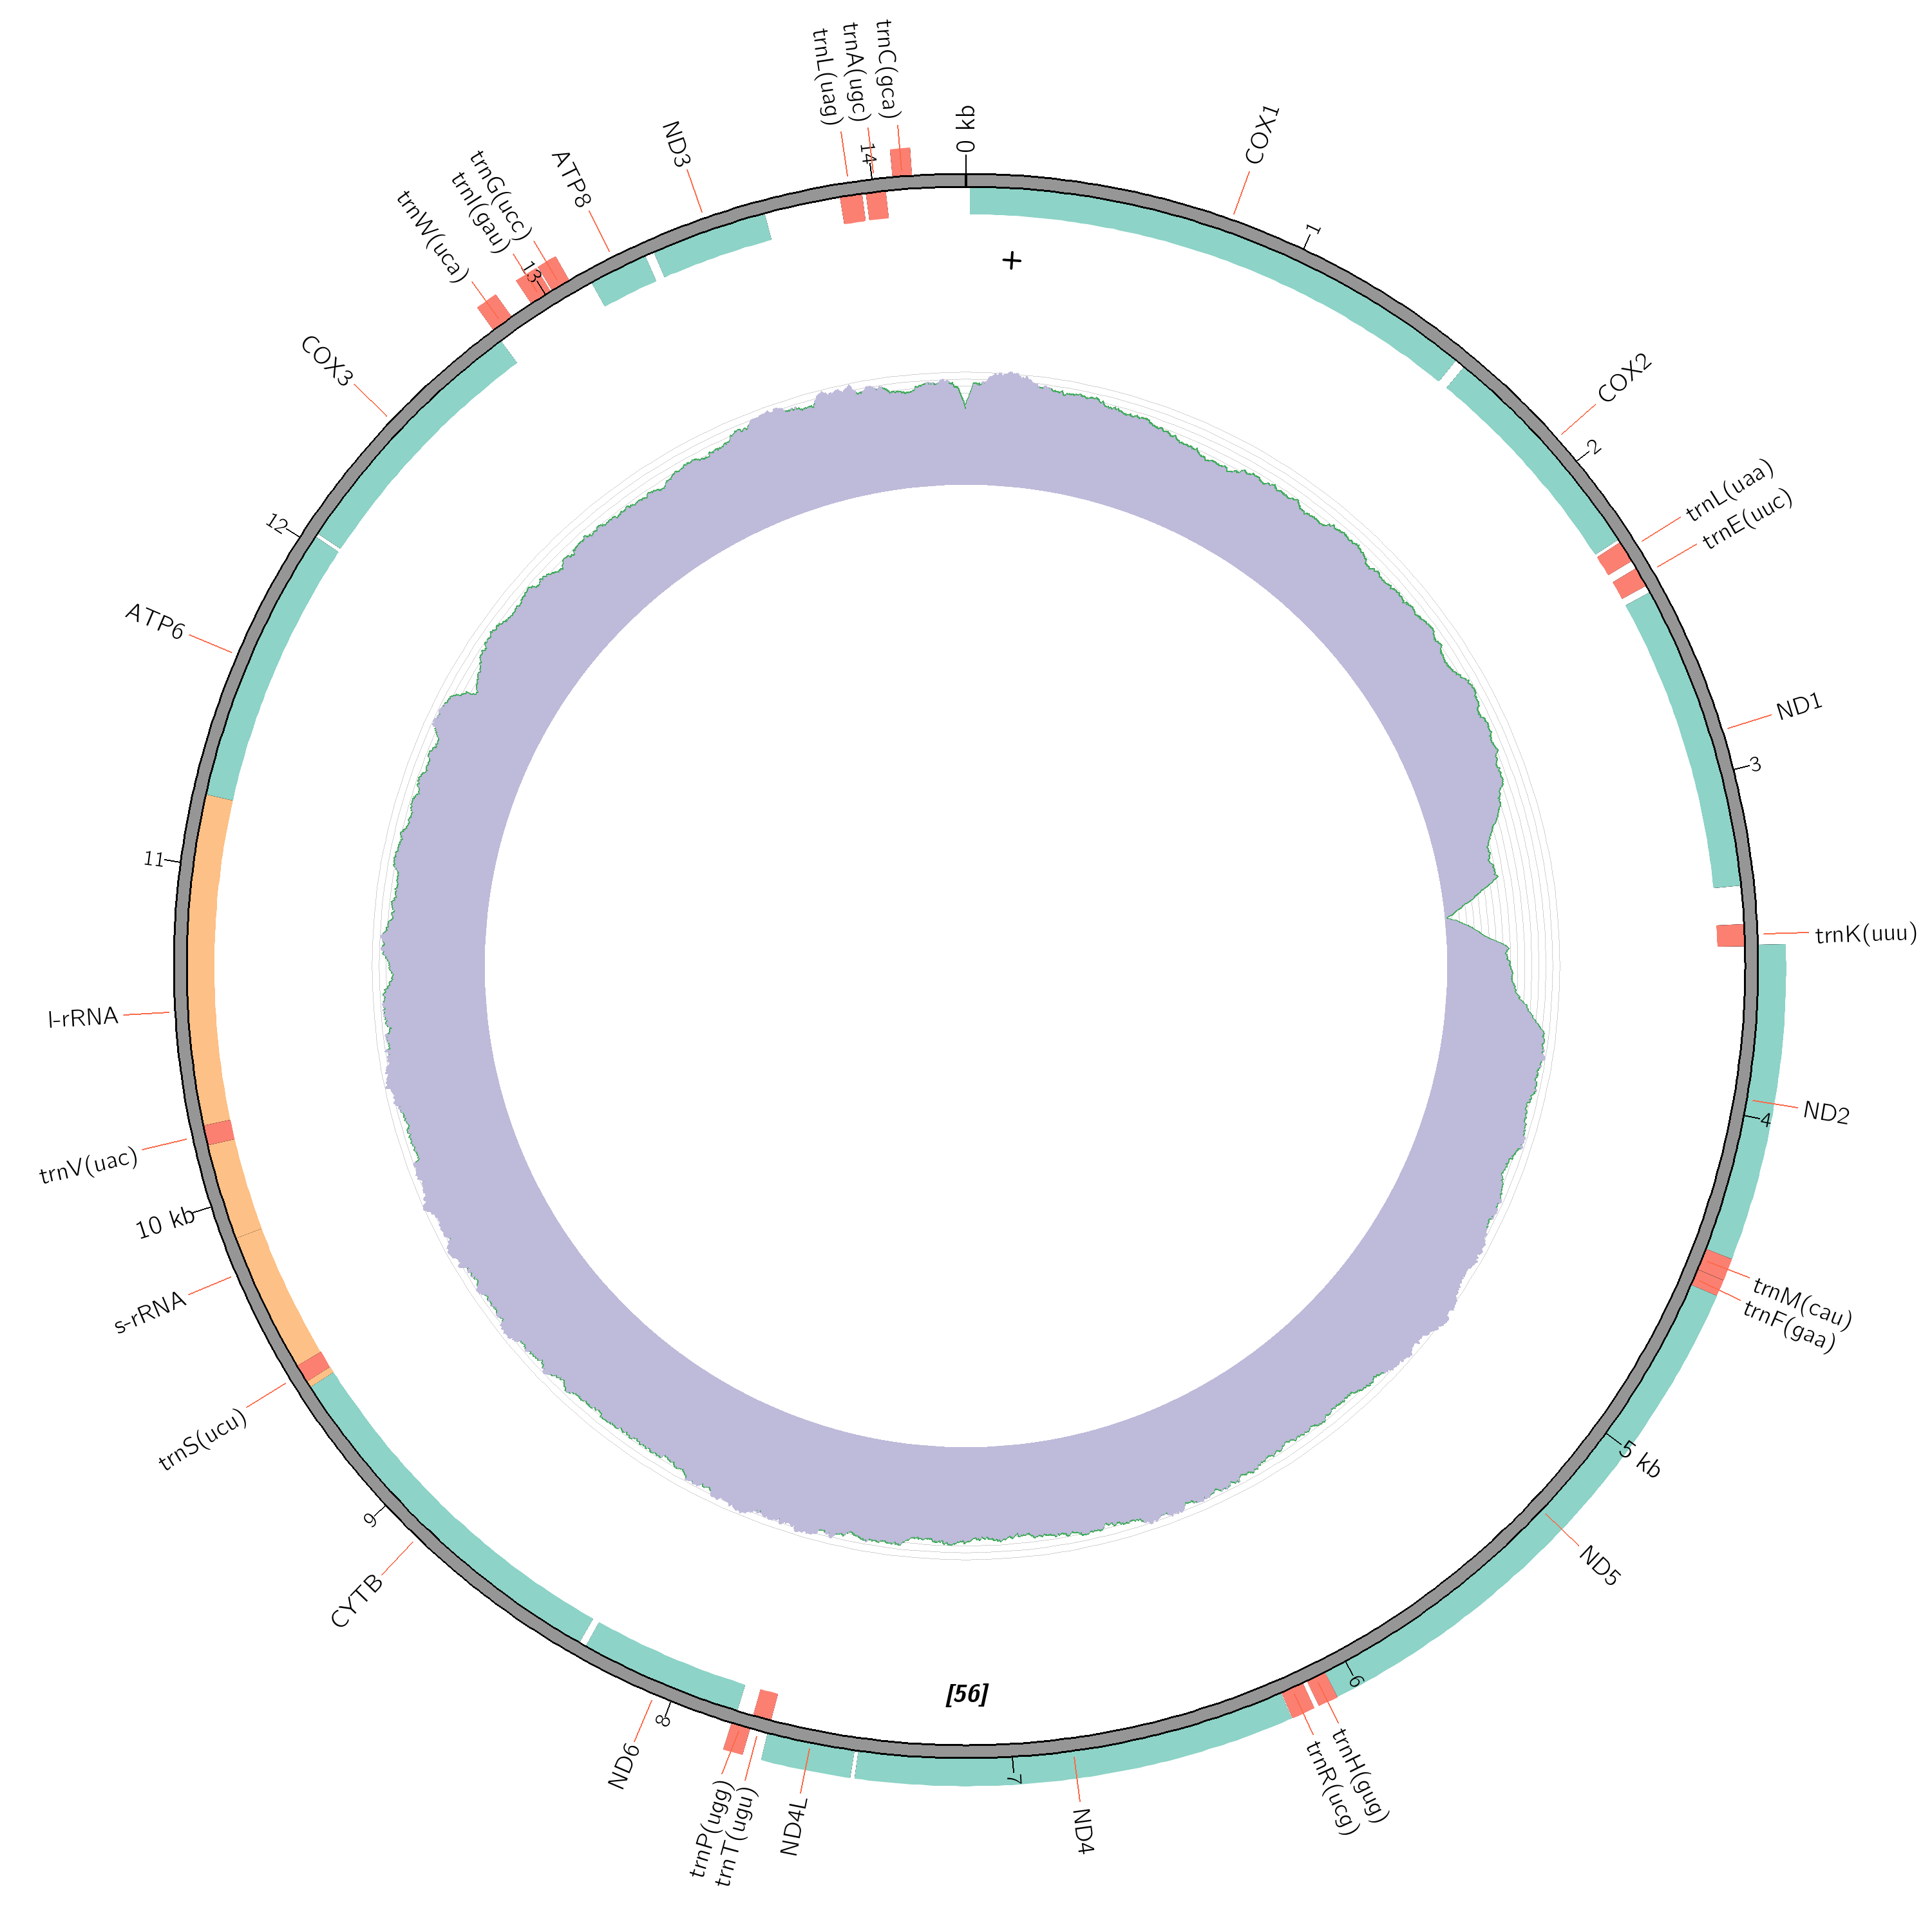 0 kb
COX1
1
COX2
2
trnL(uaa)
trnE(uuc)
ND1
3
trnK(uuu)
ND2
4
trnM(cau)
trnF(gaa)
5 kb
ND5
6
trnH(gug)
trnR(ucg)
ND4
7
ND4L
trnT(ugu)
trnP(ugg)
8
ND6
CYTB
9
trnS(ucu)
s-rRNA
10 kb
trnV(uac)
l-rRNA
11
ATP6
12
COX3
trnW(uca)
13
trnI(gau)
trnG(ucc)
ATP8
ND3
trnL(uag)
14
trnA(ugc)
trnC(gca)
+
[56]